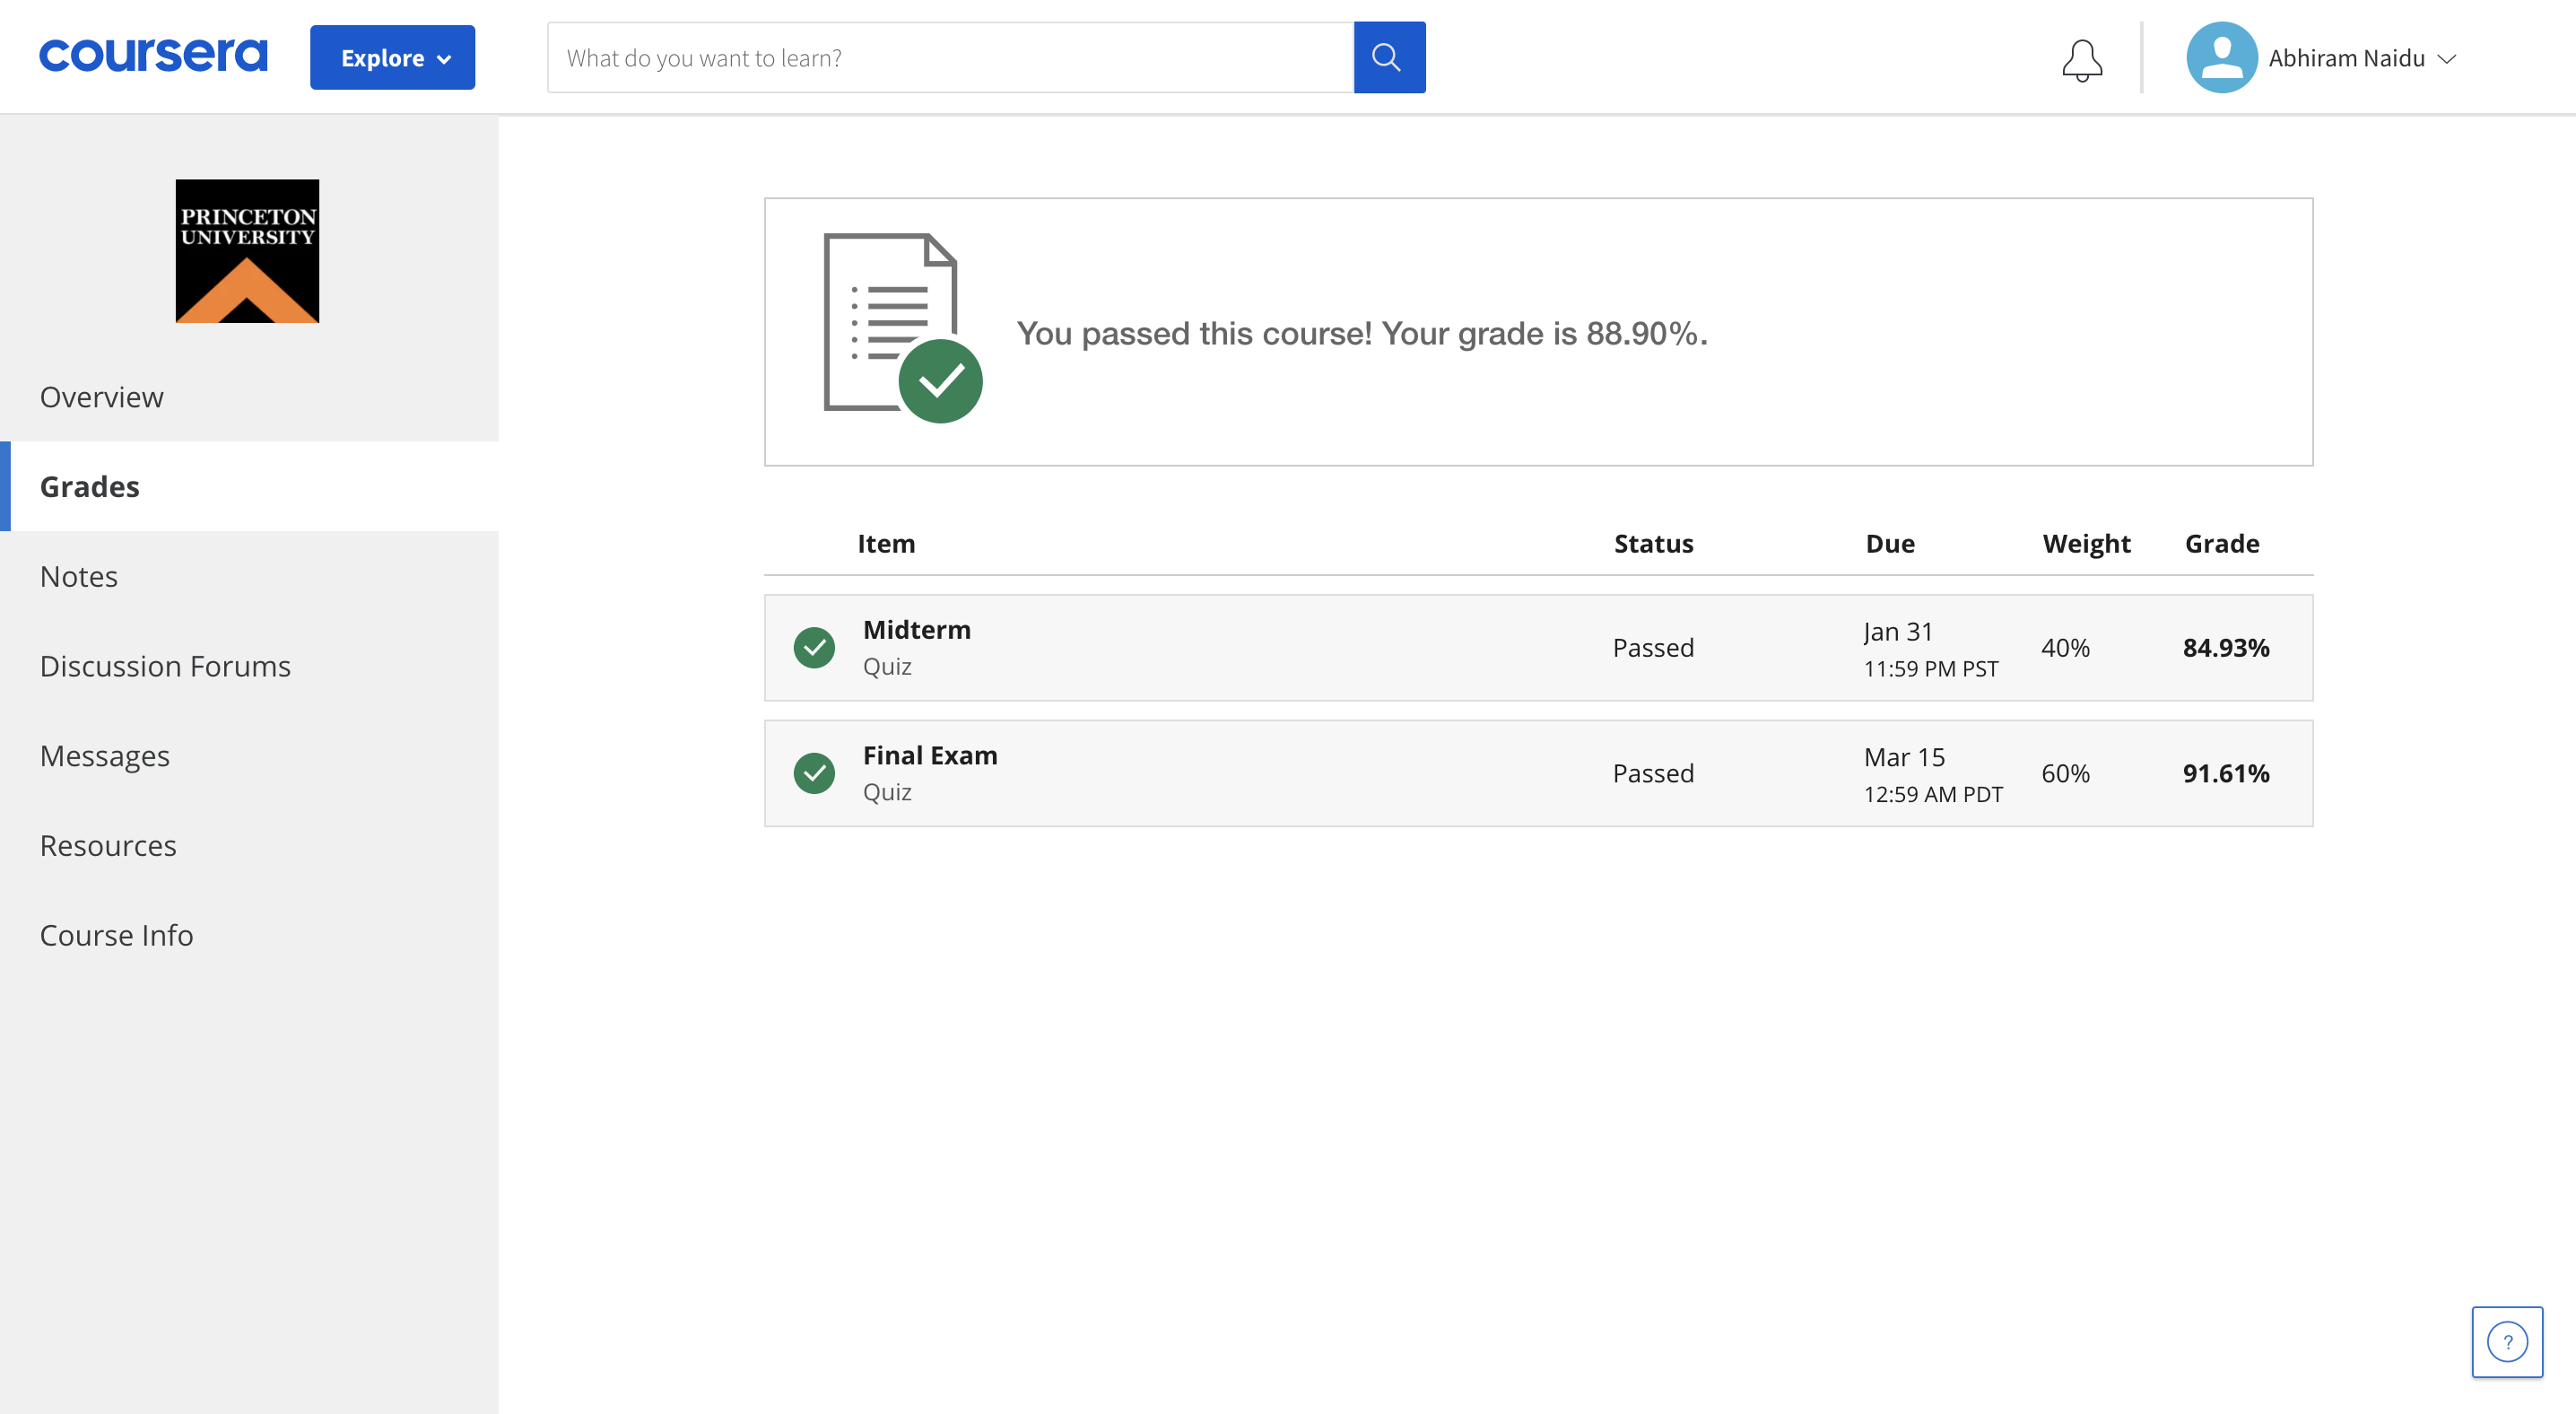 coursera
Explore
What do you want to learn?
Abhiram Naidu
PRINCETON
UNIVERSITY
Overview
Grades
Notes
Discussion Forums
Messages
Resources
Course Info
You passed this course! Your grade is 88.90%.
Item Status Due Weight Grade
Midterm
Quiz
Passed
Jan 31
11:59 PM PST
40%
84.93%
Final Exam
Quiz
Passed
Mar 15
12:59 AM PDT
60%
91.61%
?